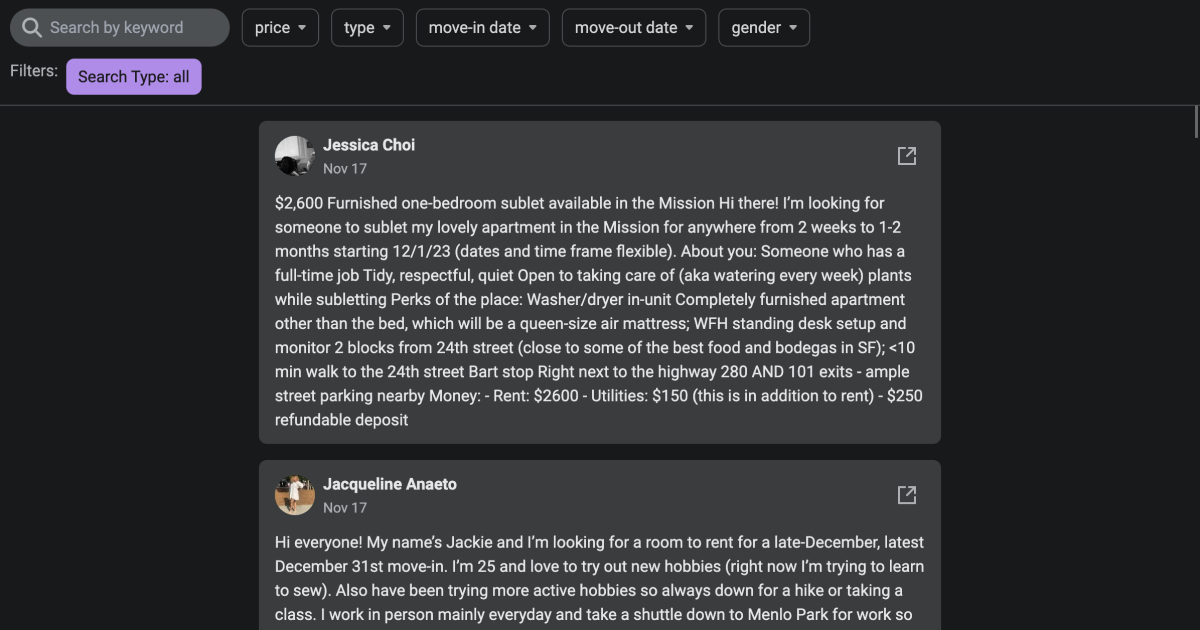 Search by keyword
price
type
move-in date
move-out date
gender
Filters:
Search Type: all
Jessica Choi
Nov 17
$2,600 Furnished one-bedroom sublet available in the Mission Hi there! I’m looking for
someone to sublet my lovely apartment in the Mission for anywhere from 2 weeks to 1-2
months starting 12/1/23 (dates and time frame flexible). About you: Someone who has a
full-time job Tidy, respectful, quiet Open to taking care of (aka watering every week) plants
while subletting Perks of the place: Washer/dryer in-unit Completely furnished apartment
other than the bed, which will be a queen-size air mattress; WFH standing desk setup and
monitor 2 blocks from 24th street (close to some of the best food and bodegas in SF); <10
min walk to the 24th street Bart stop Right next to the highway 280 AND 101 exits - ample
street parking nearby Money: - Rent: $2600 - Utilities: $150 (this is in addition to rent) - $250
refundable deposit
Jacqueline Anaeto
Nov 17
Hi everyone! My name’s Jackie and I’m looking for a room to rent for a late-December, latest
December 31st move-in. I’m 25 and love to try out new hobbies (right now I’m trying to learn
to sew). Also have been trying more active hobbies so always down for a hike or taking a
class. I work in person mainly everyday and take a shuttle down to Menlo Park for work so